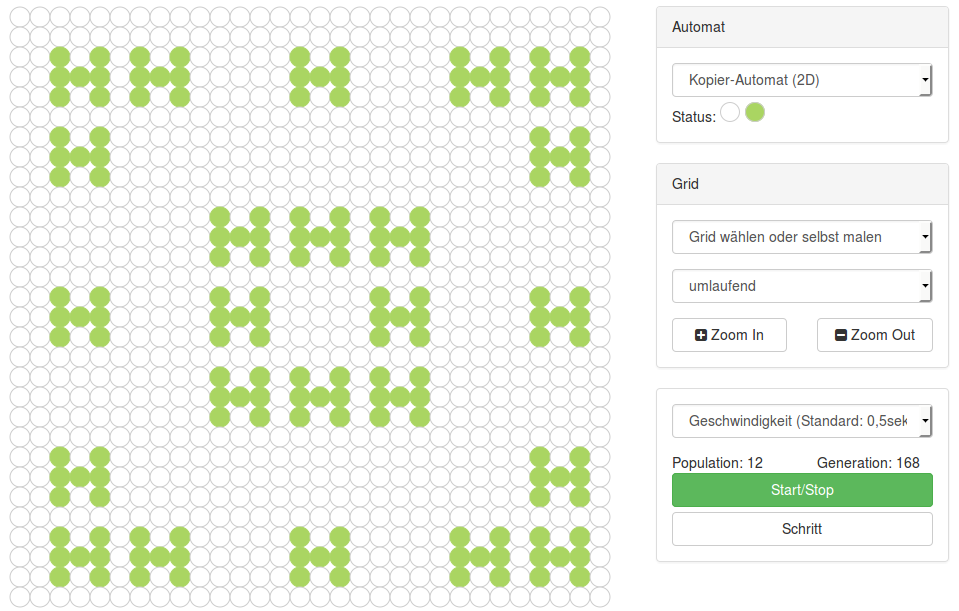 Automat
Kopier-Automat (2D)
Status:
Grid
Grid wählen oder selbst malen
umlaufend
Zoom In
Zoom Out
Geschwindigkeit (Standard: 0,5sek
Population: 12
Generation: 168
Start/Stop
Schritt